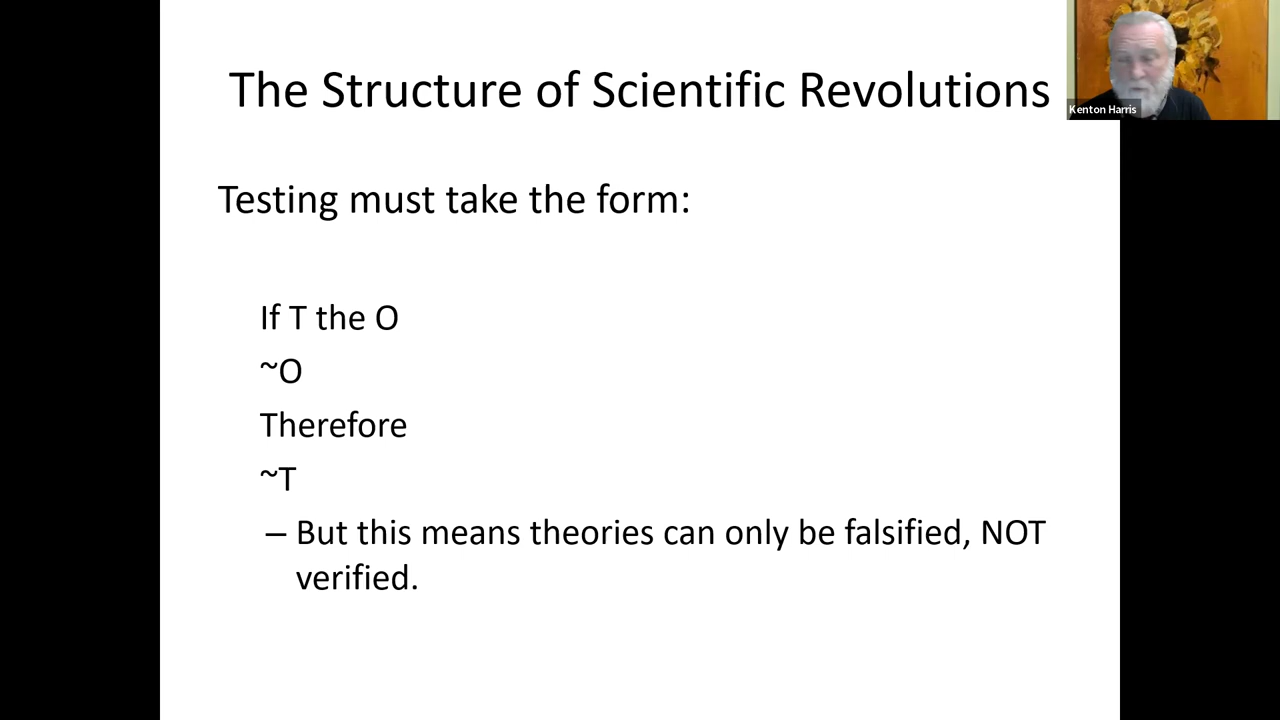 The Structure of Scientific Revolutions
Kenton Harris
Testing must take the form:
If T the O
~O
Therefore
~T
– But this means theories can only be falsified, NOT
verified.